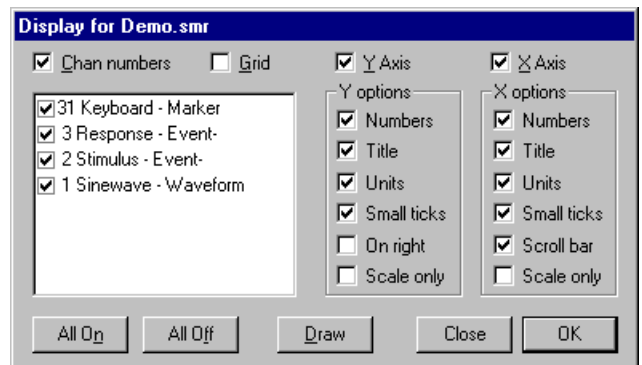 Display for Demo.smr
Chan numbers Grid Y Axis X Axis
31 Keyboard - Marker
3 Response - Event-
2 Stimulus - Event-
1 Sinewave - Waveform
Y options
Numbers
Title
Units
Small ticks
On right
Scale only
X options
Numbers
Title
Units
Small ticks
Scroll bar
Scale only
All On All Off Draw Close OK